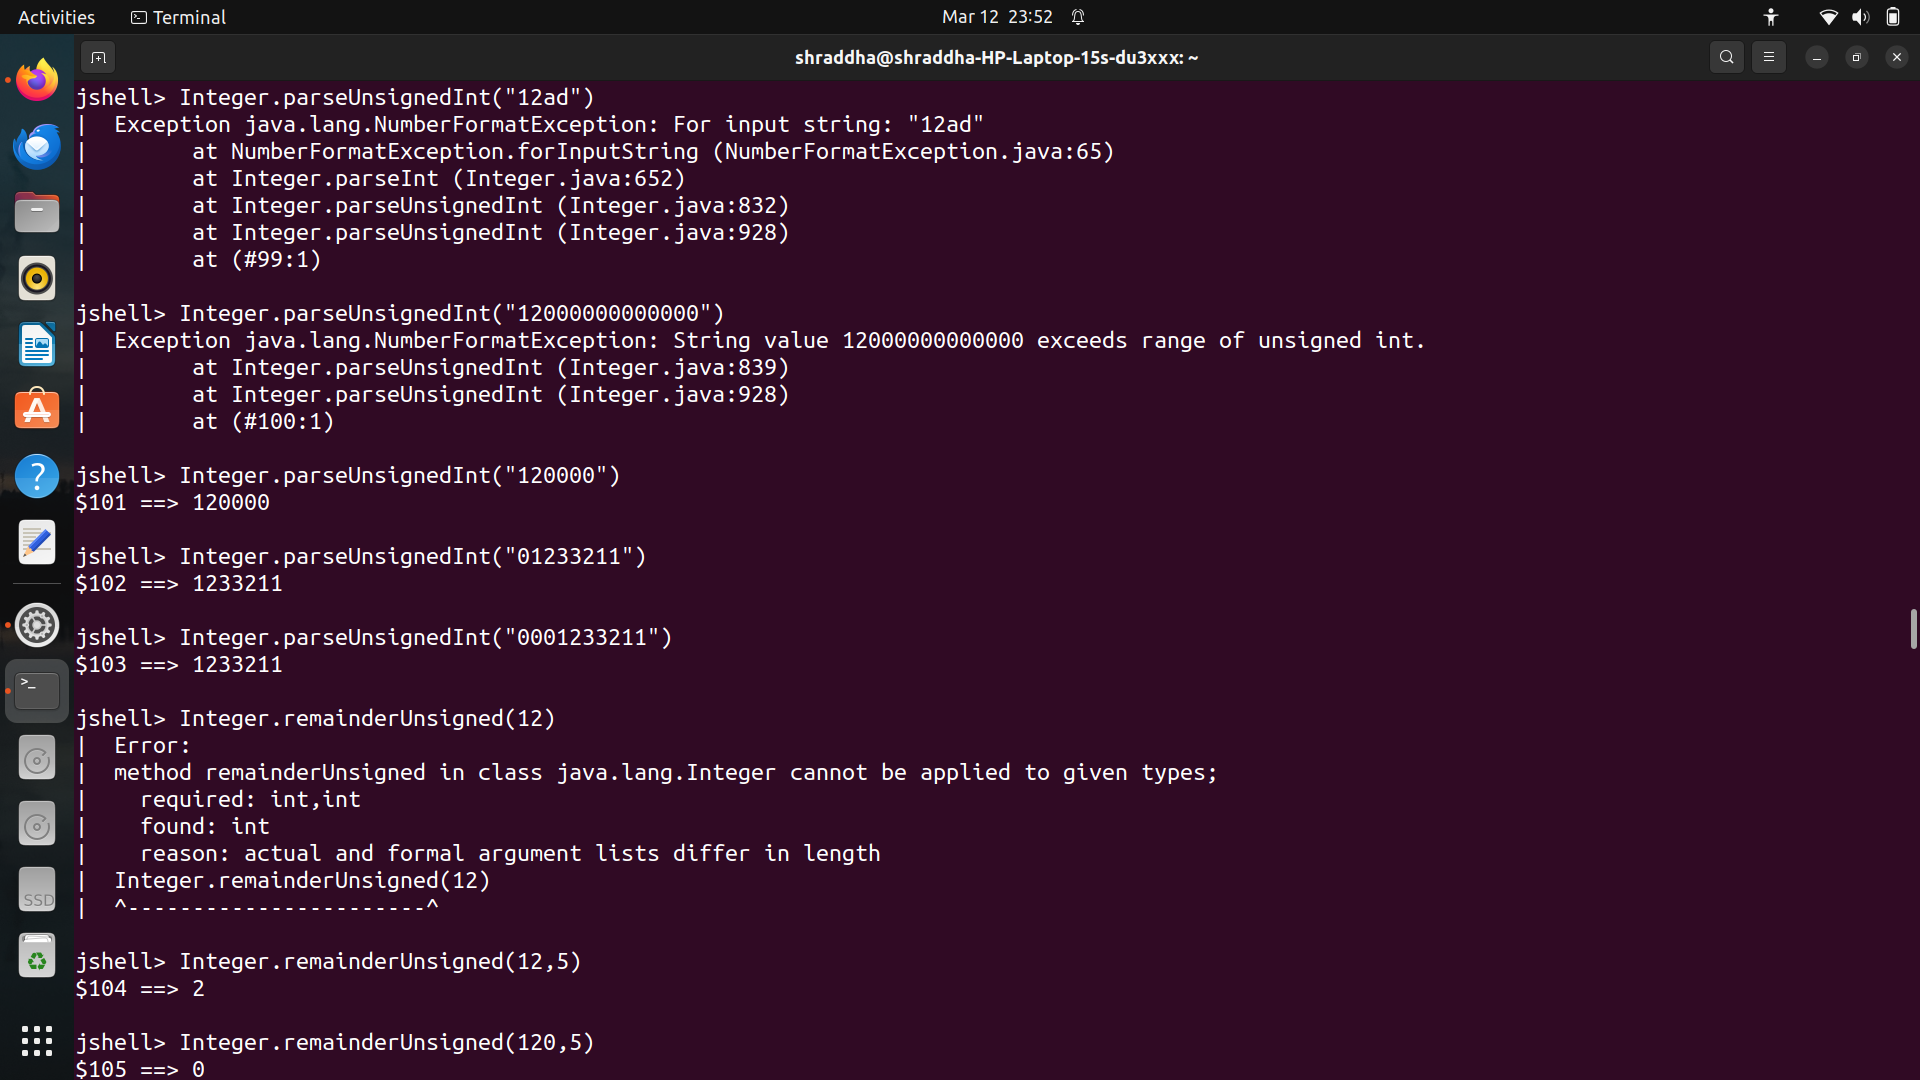 Activities
Terminal
Mar 12 23:52
shraddha@shraddha-HP-Laptop-15s-du3xxx: ~
jshell> Integer.parseUnsignedInt("12ad")
|  Exception java.lang.NumberFormatException: For input string: "12ad"
|        at NumberFormatException.forInputString (NumberFormatException.java:65)
|        at Integer.parseInt (Integer.java:652)
|        at Integer.parseUnsignedInt (Integer.java:832)
|        at Integer.parseUnsignedInt (Integer.java:928)
|        at (#99:1)
jshell> Integer.parseUnsignedInt("12000000000000")
|  Exception java.lang.NumberFormatException: String value 12000000000000 exceeds range of unsigned int.
|        at Integer.parseUnsignedInt (Integer.java:839)
|        at Integer.parseUnsignedInt (Integer.java:928)
|        at (#100:1)
jshell> Integer.parseUnsignedInt("120000")
$101 ==> 120000
jshell> Integer.parseUnsignedInt("01233211")
$102 ==> 1233211
jshell> Integer.parseUnsignedInt("0001233211")
$103 ==> 1233211
jshell> Integer.remainderUnsigned(12)
|  Error:
|  method remainderUnsigned in class java.lang.Integer cannot be applied to given types;
|    required: int,int
|    found: int
|    reason: actual and formal argument lists differ in length
|  Integer.remainderUnsigned(12)
|  ^-----------------------^
jshell> Integer.remainderUnsigned(12,5)
$104 ==> 2
jshell> Integer.remainderUnsigned(120,5)
$105 ==> 0
SSD